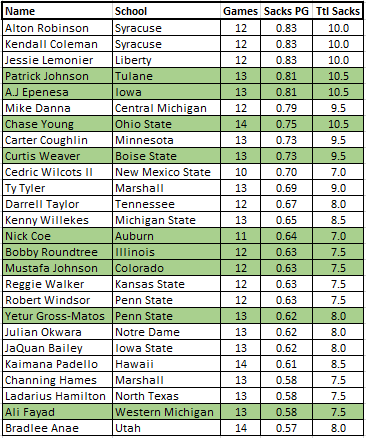 Name School Games Sacks PG Ttl Sacks
Alton Robinson Syracuse 12 0.83 10.0
Kendall Coleman Syracuse 12 0.83 10.0
Jessie Lemonier Liberty 12 0.83 10.0
Patrick Johnson Tulane 13 0.81 10.5
A.J Epenesa Iowa 13 0.81 10.5
Mike Danna Central Michigan 12 0.79 9.5
Chase Young Ohio State 14 0.75 10.5
Carter Coughlin Minnesota 13 0.73 9.5
Curtis Weaver Boise State 13 0.73 9.5
Cedric Wilcots II New Mexico State 10 0.70 7.0
Ty Tyler Marshall 13 0.69 9.0
Darrell Taylor Tennessee 12 0.67 8.0
Kenny Willekes Michigan State 13 0.65 8.5
Nick Coe Auburn 11 0.64 7.0
Bobby Roundtree Illinois 12 0.63 7.5
Mustafa Johnson Colorado 12 0.63 7.5
Reggie Walker Kansas State 12 0.63 7.5
Robert Windsor Penn State 12 0.63 7.5
Yetur Gross-Matos Penn State 13 0.62 8.0
Julian Okwara Notre Dame 13 0.62 8.0
JaQuan Bailey Iowa State 13 0.62 8.0
Kaimana Padello Hawaii 14 0.61 8.5
Channing Hames Marshall 13 0.58 7.5
Ladarius Hamilton North Texas 13 0.58 7.5
Ali Fayad Western Michigan 13 0.58 7.5
Bradlee Anae Utah 14 0.57 8.0